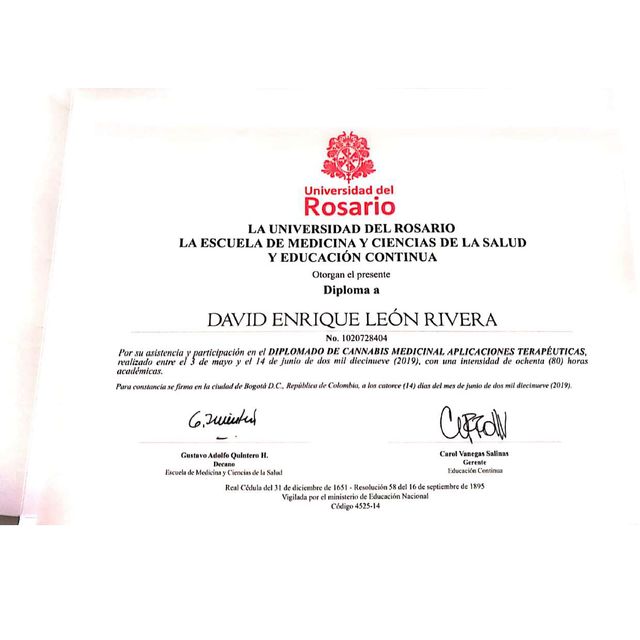 Universidad del
Rosario
LA UNIVERSIDAD DEL ROSARIO
LA ESCUELA DE MEDICINA Y CIENCIAS DE LA SALUD
Y EDUCACIÓN CONTINUA
Otorgan el presente
Diploma a
DAVID ENRIQUE LEÓN RIVERA
No. 1020728404
Por su asistencia y participación en el DIPLOMADO DE CANNABIS MEDICINAL APLICACIONES TERAPÉUTICAS,
realizado entre el 3 de mayo y el 14 de junio de dos mil diecinueve (2019), con una intensidad de ochenta (80) horas
académicas.
Para constancia se firma en la ciudad de Bogotá D.C., República de Colombia, a los catorce (14) días del mes de junio de dos mil diecinueve (2019).
Gustavo Adolfo Quintero H.
Decano
Escuela de Medicina y Ciencias de la Salud
Carol Vanegas Salinas
Gerente
Educación Continua
Real Cédula del 31 de diciembre de 1651 - Resolución 58 del 16 de septiembre de 1895
Vigilada por el ministerio de Educación Nacional
Código 4525-14